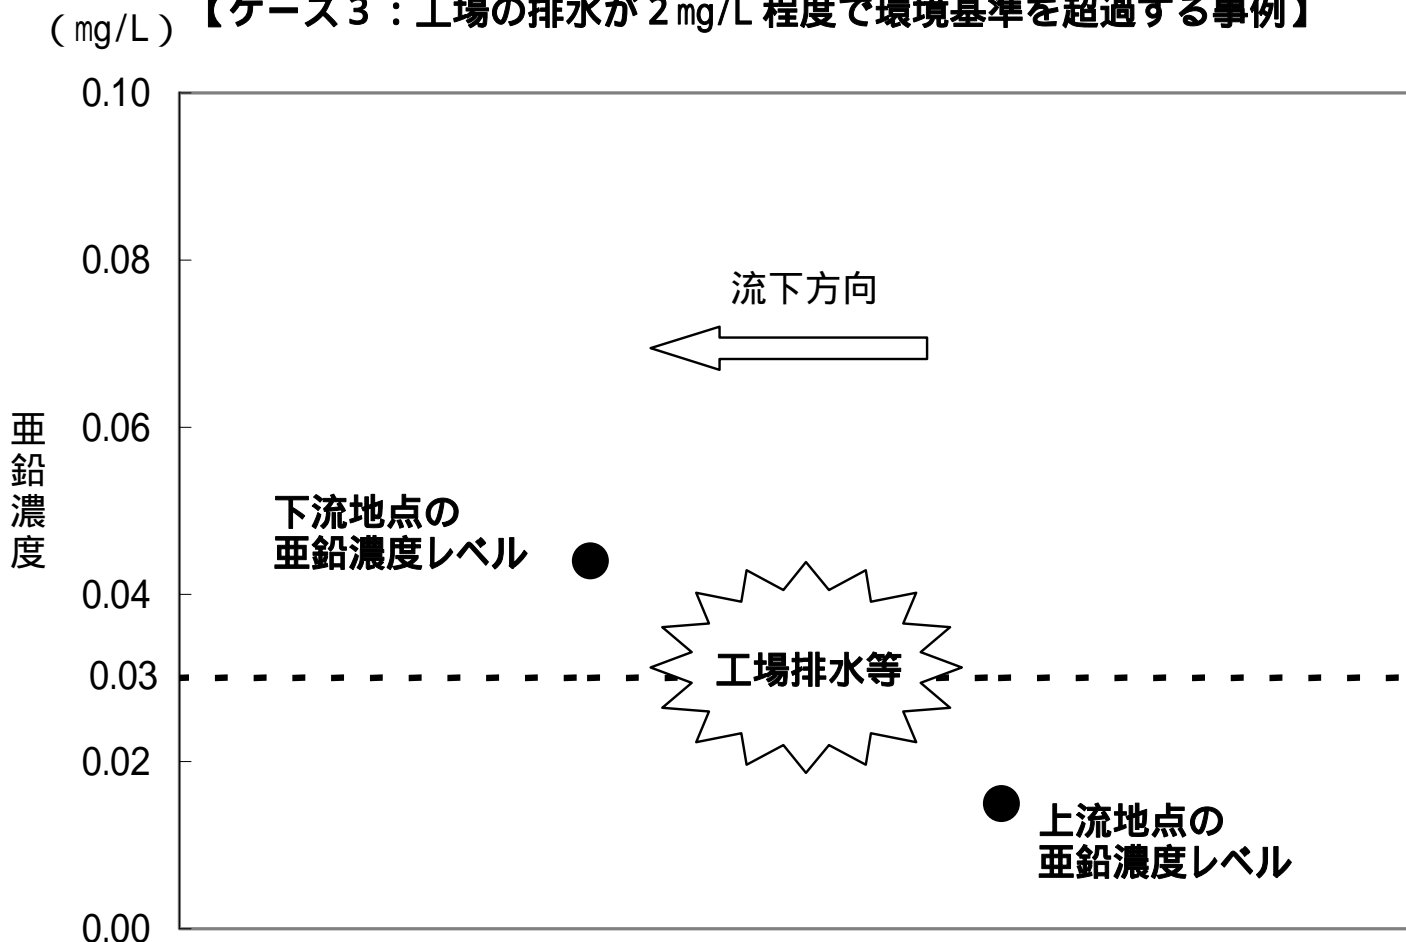 【ケース３：工場の排水が２mg/L程度で環境基準を超過する事例】
（mg/L）
0.10
0.08
流下方向
0.06
亜鉛濃度
下流地点の
亜鉛濃度レベル
0.04
工場排水等
0.03
0.02
上流地点の
亜鉛濃度レベル
0.00